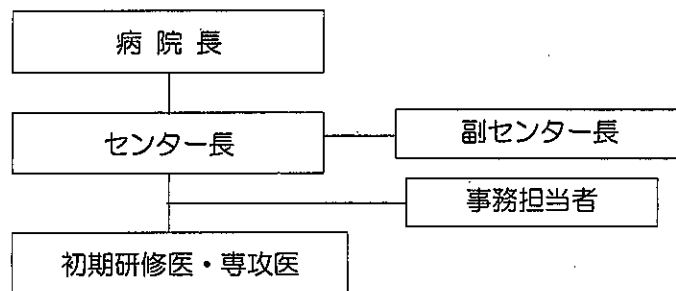 病院長
センター長
副センター長
事務担当者
初期研修医・専攻医